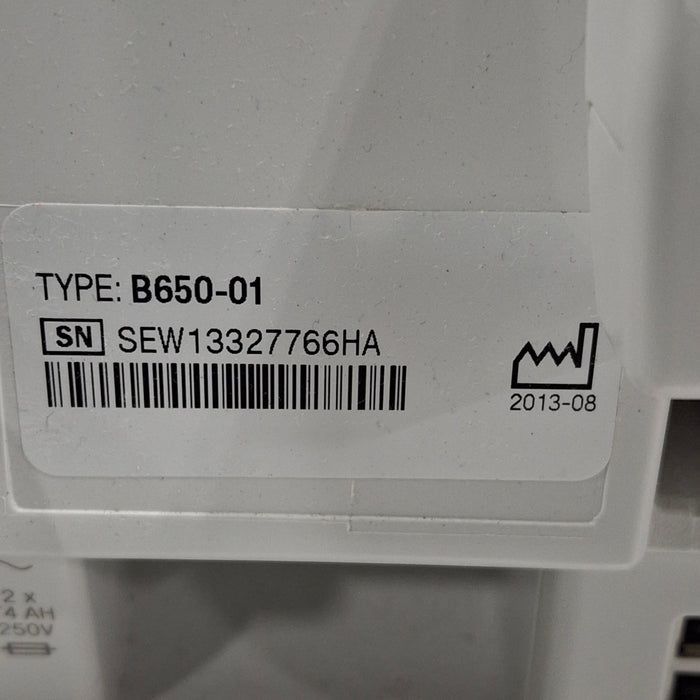 TYPE: B650-01
SN SEW13327766HA
2013-08
2 x
4 AH
250V